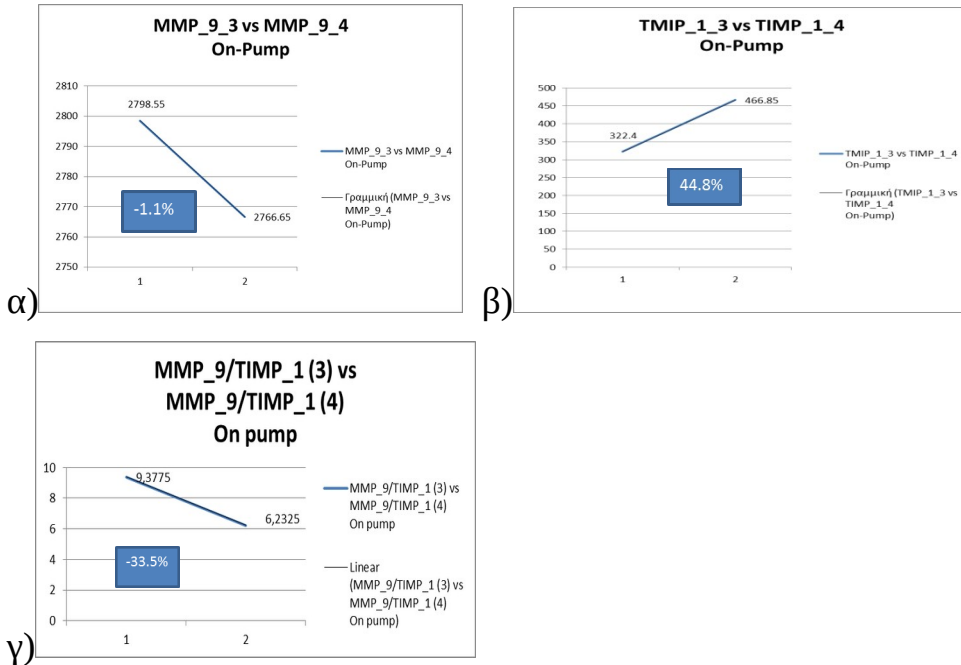 MMP_9_3 vs MMP_9_4
On-Pump
2810
2800
2790
2780
2770
2760
2750
2798.55
2766.65
-1.1%
1
2
MMP_9_3 vs MMP_9_4
On-Pump
Γραμμική (MMP_9_3 vs
MMP_9_4
On-Pump)
α)
TMIP_1_3 vs TIMP_1_4
On-Pump
500
450
400
350
300
250
200
150
100
50
0
322.4
466.85
44.8%
1
2
TMIP_1_3 vs TIMP_1_4
On-Pump
Γραμμική (TMIP_1_3 vs
TIMP_1_4
On-Pump)
β)
MMP_9/TIMP_1 (3) vs
MMP_9/TIMP_1 (4)
On pump
10
8
6
4
2
0
9,3775
6,2325
-33.5%
1
2
MMP_9/TIMP_1 (3) vs
MMP_9/TIMP_1 (4)
On pump
Linear
(MMP_9/TIMP_1 (3) vs
MMP_9/TIMP_1 (4)
On pump)
γ)